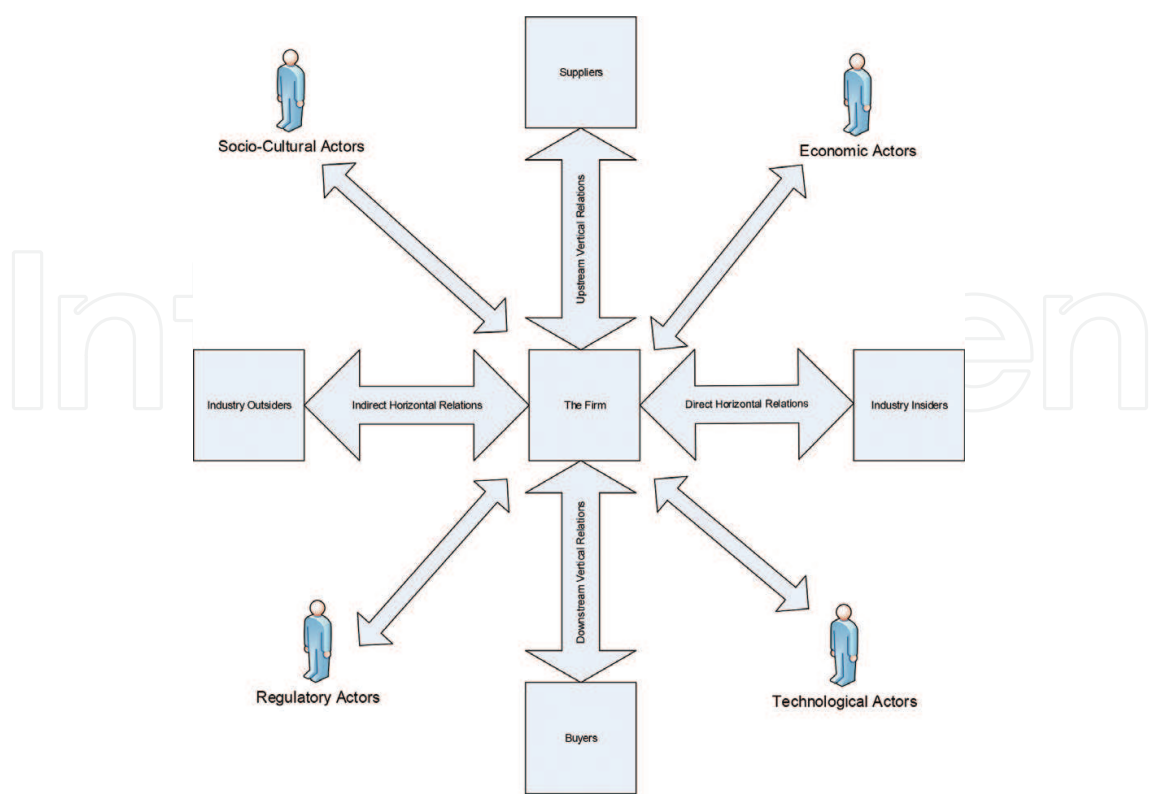 Suppliers
Socio-Cultural Actors
Economic Actors
Upstream Vertical Relations
Industry Outsiders
Indirect Horizontal Relations
The Firm
Direct Horizontal Relations
Industry Insiders
Downstream Vertical Relations
Regulatory Actors
Technological Actors
Buyers